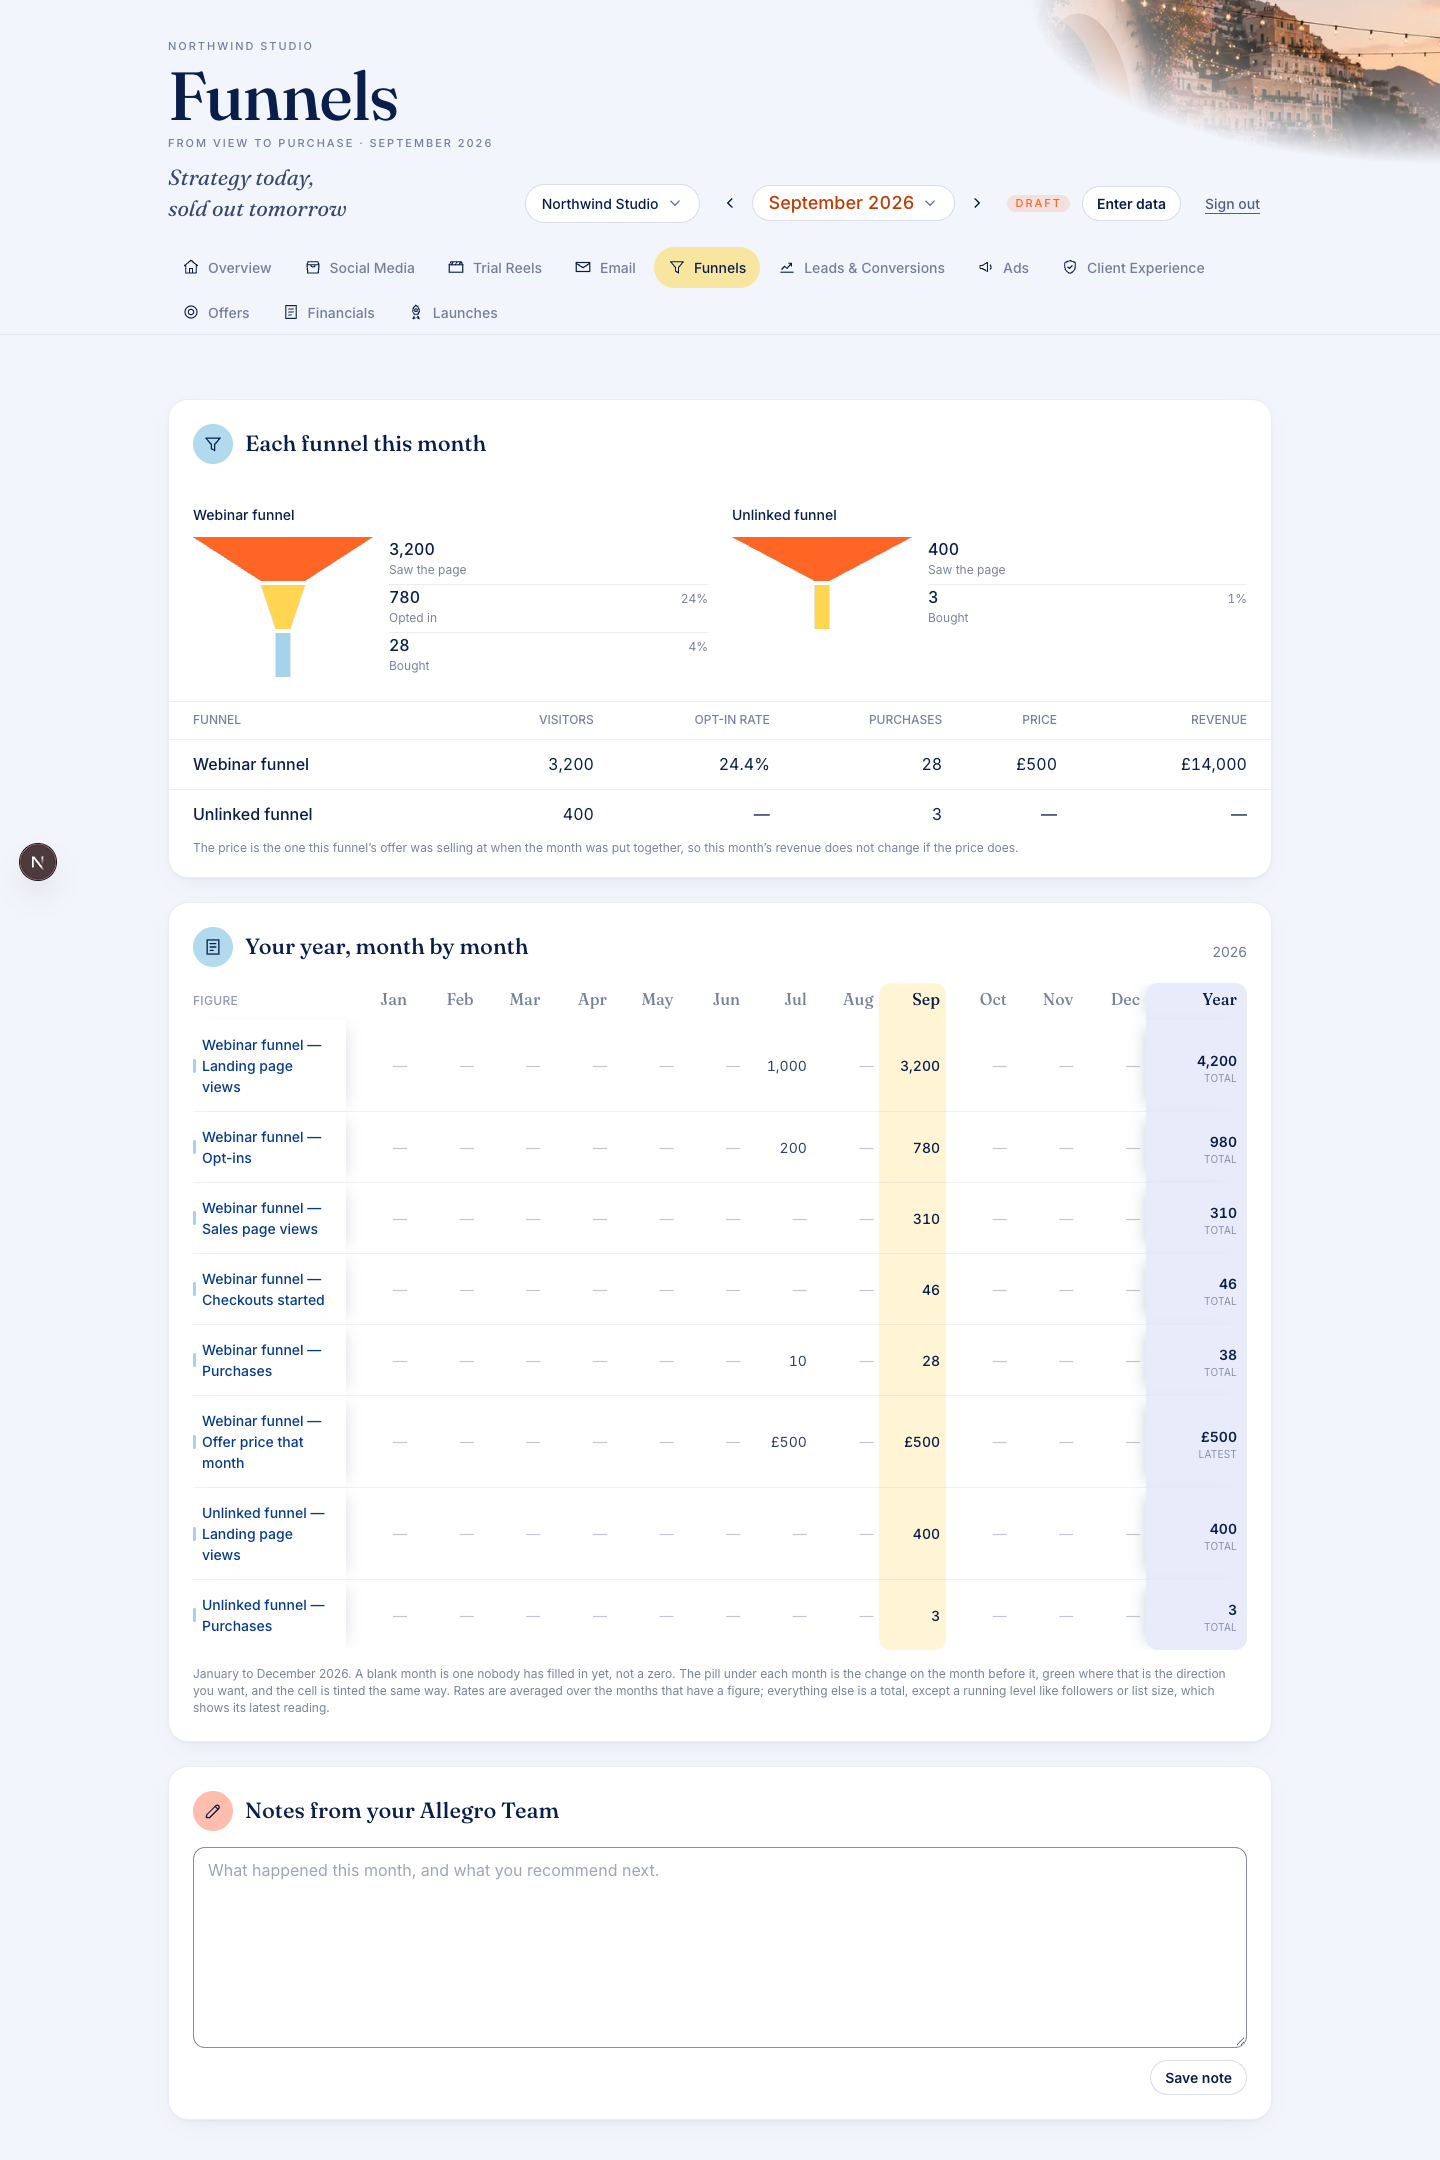 NORTHWIND STUDIO
Funnels
FROM VIEW TO PURCHASE · SEPTEMBER 2026
Strategy today,
sold out tomorrow
Northwind Studio
September 2026
DRAFT
Enter data
Sign out
Overview Social Media Trial Reels Email Funnels Leads & Conversions Ads Client Experience
Offers Financials Launches
Each funnel this month
Webinar funnel
3,200
Saw the page
780 24%
Opted in
28 4%
Bought
Unlinked funnel
400
Saw the page
3 1%
Bought
FUNNEL VISITORS OPT-IN RATE PURCHASES PRICE REVENUE
Webinar funnel 3,200 24.4% 28 £500 £14,000
Unlinked funnel 400 — 3 — —
The price is the one this funnel’s offer was selling at when the month was put together, so this month’s revenue does not change if the price does.
N
Your year, month by month
2026
FIGURE Jan Feb Mar Apr May Jun Jul Aug Sep Oct Nov Dec Year
Webinar funnel —
Landing page
views
— — — — — — 1,000 — 3,200 — — — 4,200
TOTAL
Webinar funnel —
Opt-ins
— — — — — — 200 — 780 — — — 980
TOTAL
Webinar funnel —
Sales page views
— — — — — — — — 310 — — — 310
TOTAL
Webinar funnel —
Checkouts started
— — — — — — — — 46 — — — 46
TOTAL
Webinar funnel —
Purchases
— — — — — — 10 — 28 — — — 38
TOTAL
Webinar funnel —
Offer price that
month
— — — — — — £500 — £500 — — — £500
LATEST
Unlinked funnel —
Landing page
views
— — — — — — — — 400 — — — 400
TOTAL
Unlinked funnel —
Purchases
— — — — — — — — 3 — — — 3
TOTAL
January to December 2026. A blank month is one nobody has filled in yet, not a zero. The pill under each month is the change on the month before it, green where that is the direction
you want, and the cell is tinted the same way. Rates are averaged over the months that have a figure; everything else is a total, except a running level like followers or list size, which
shows its latest reading.
Notes from your Allegro Team
What happened this month, and what you recommend next.
Save note